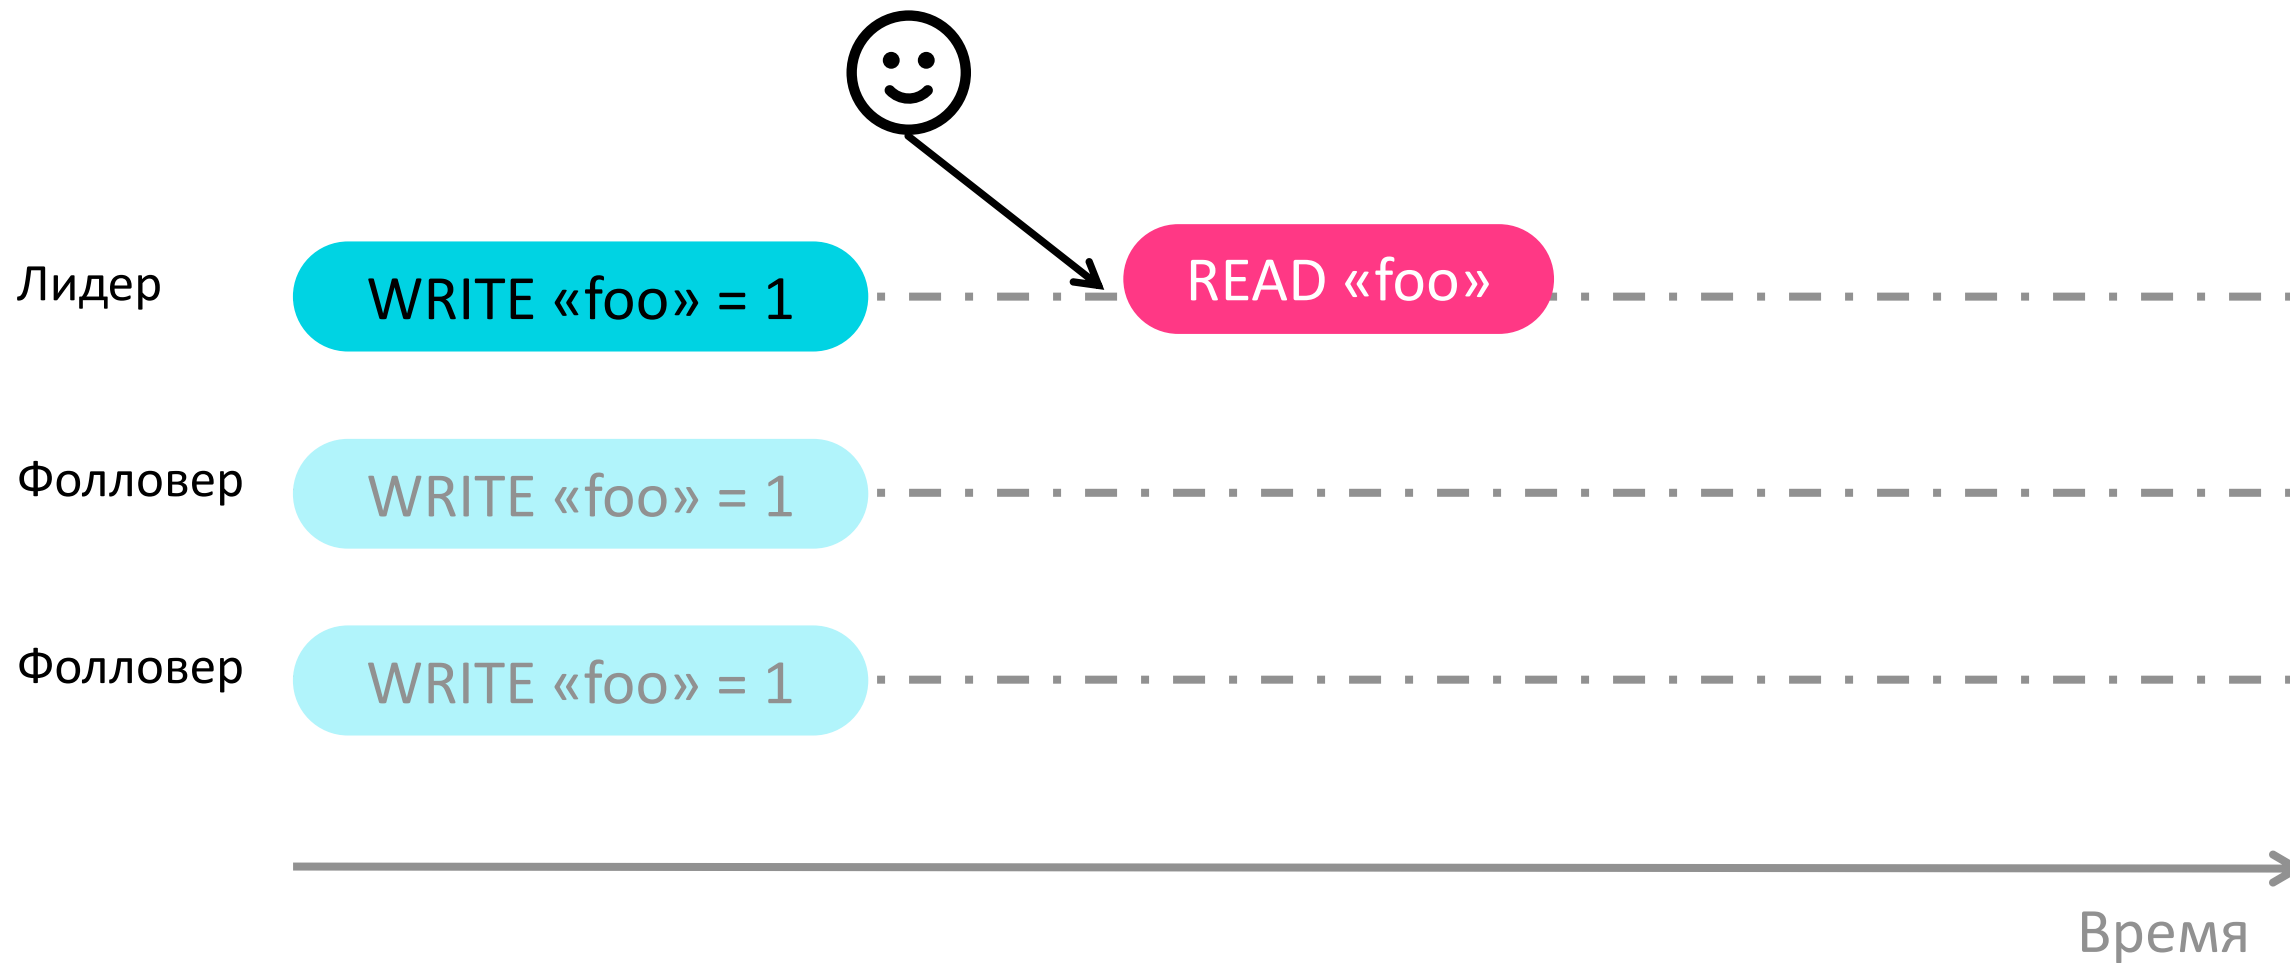 Лидер
WRITE «foo» = 1
READ «foo»
Фолловер
WRITE «foo» = 1
Фолловер
WRITE «foo» = 1
Время